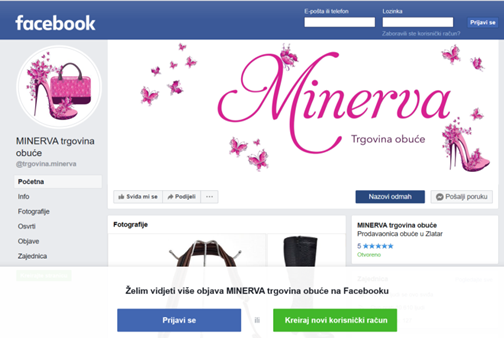 facebook
E-pošta ili telefon
Lozinka
Prijavi se
Zaboravili ste korisnički račun?
Minerva
Trgovina obuće
MINERVA trgovina
obuće
@trgovina.minerva
Početna
Info
Fotografije
Osvrti
Objave
Zajednica
Sviđa mi se
Podijeli
Nazovi odmah
Pošalji poruku
Fotografije
MINERVA trgovina obuće
Prodavaonica obuće u Zlatar
5 ★★★★★
Otvoreno
Želim vidjeti više objava MINERVA trgovina obuće na Facebooku
Prijavi se
ili
Kreiraj novi korisnički račun